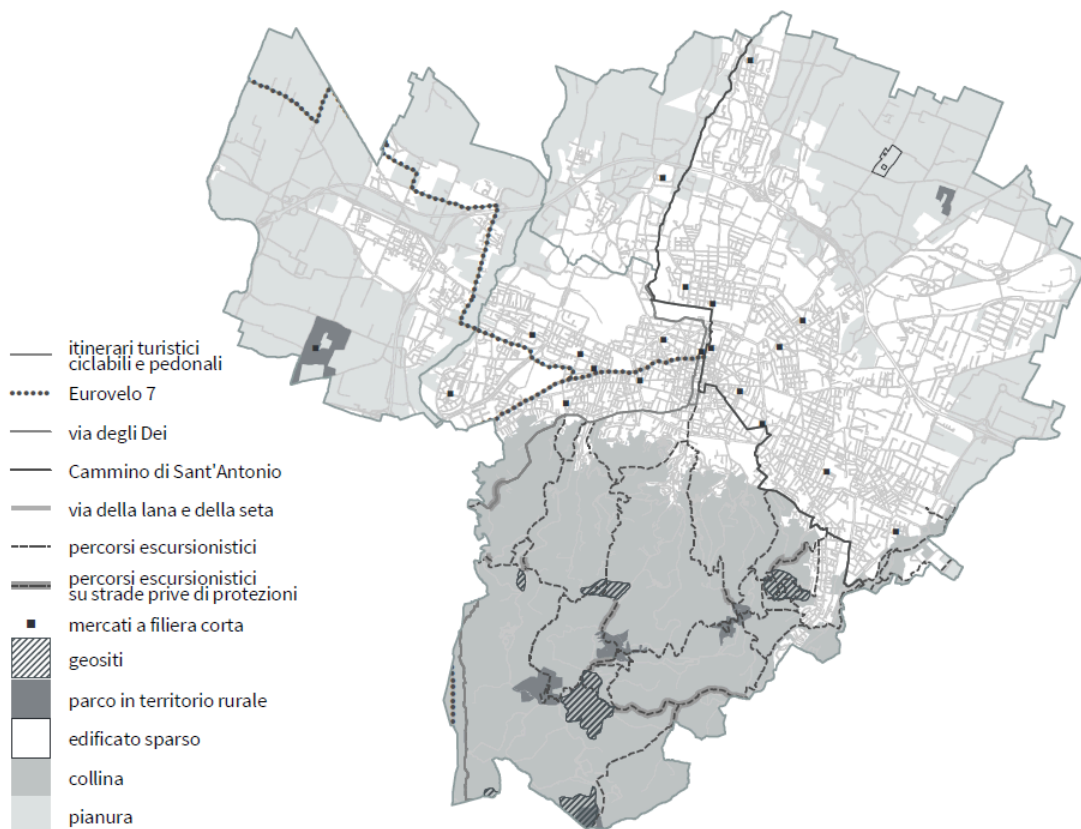 itinerari turistici
ciclabili e pedonali
Eurovelo 7
via degli Dei
Cammino di Sant'Antonio
via della lana e della seta
percorsi escursionistici
percorsi escursionistici
su strade prive di protezioni
mercati a filiera corta
geositi
parco in territorio rurale
edificato sparso
collina
pianura